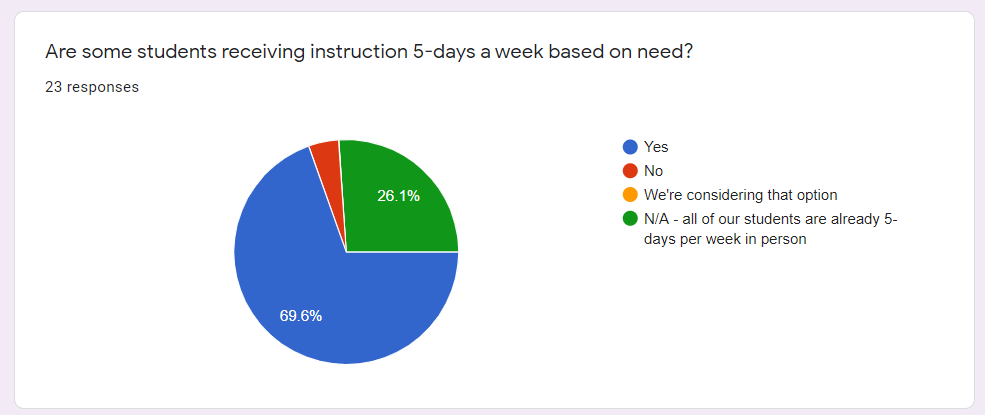 Are some students receiving instruction 5-days a week based on need?
23 responses
26.1%
69.6%
Yes
No
We're considering that option
N/A - all of our students are already 5-
days per week in person